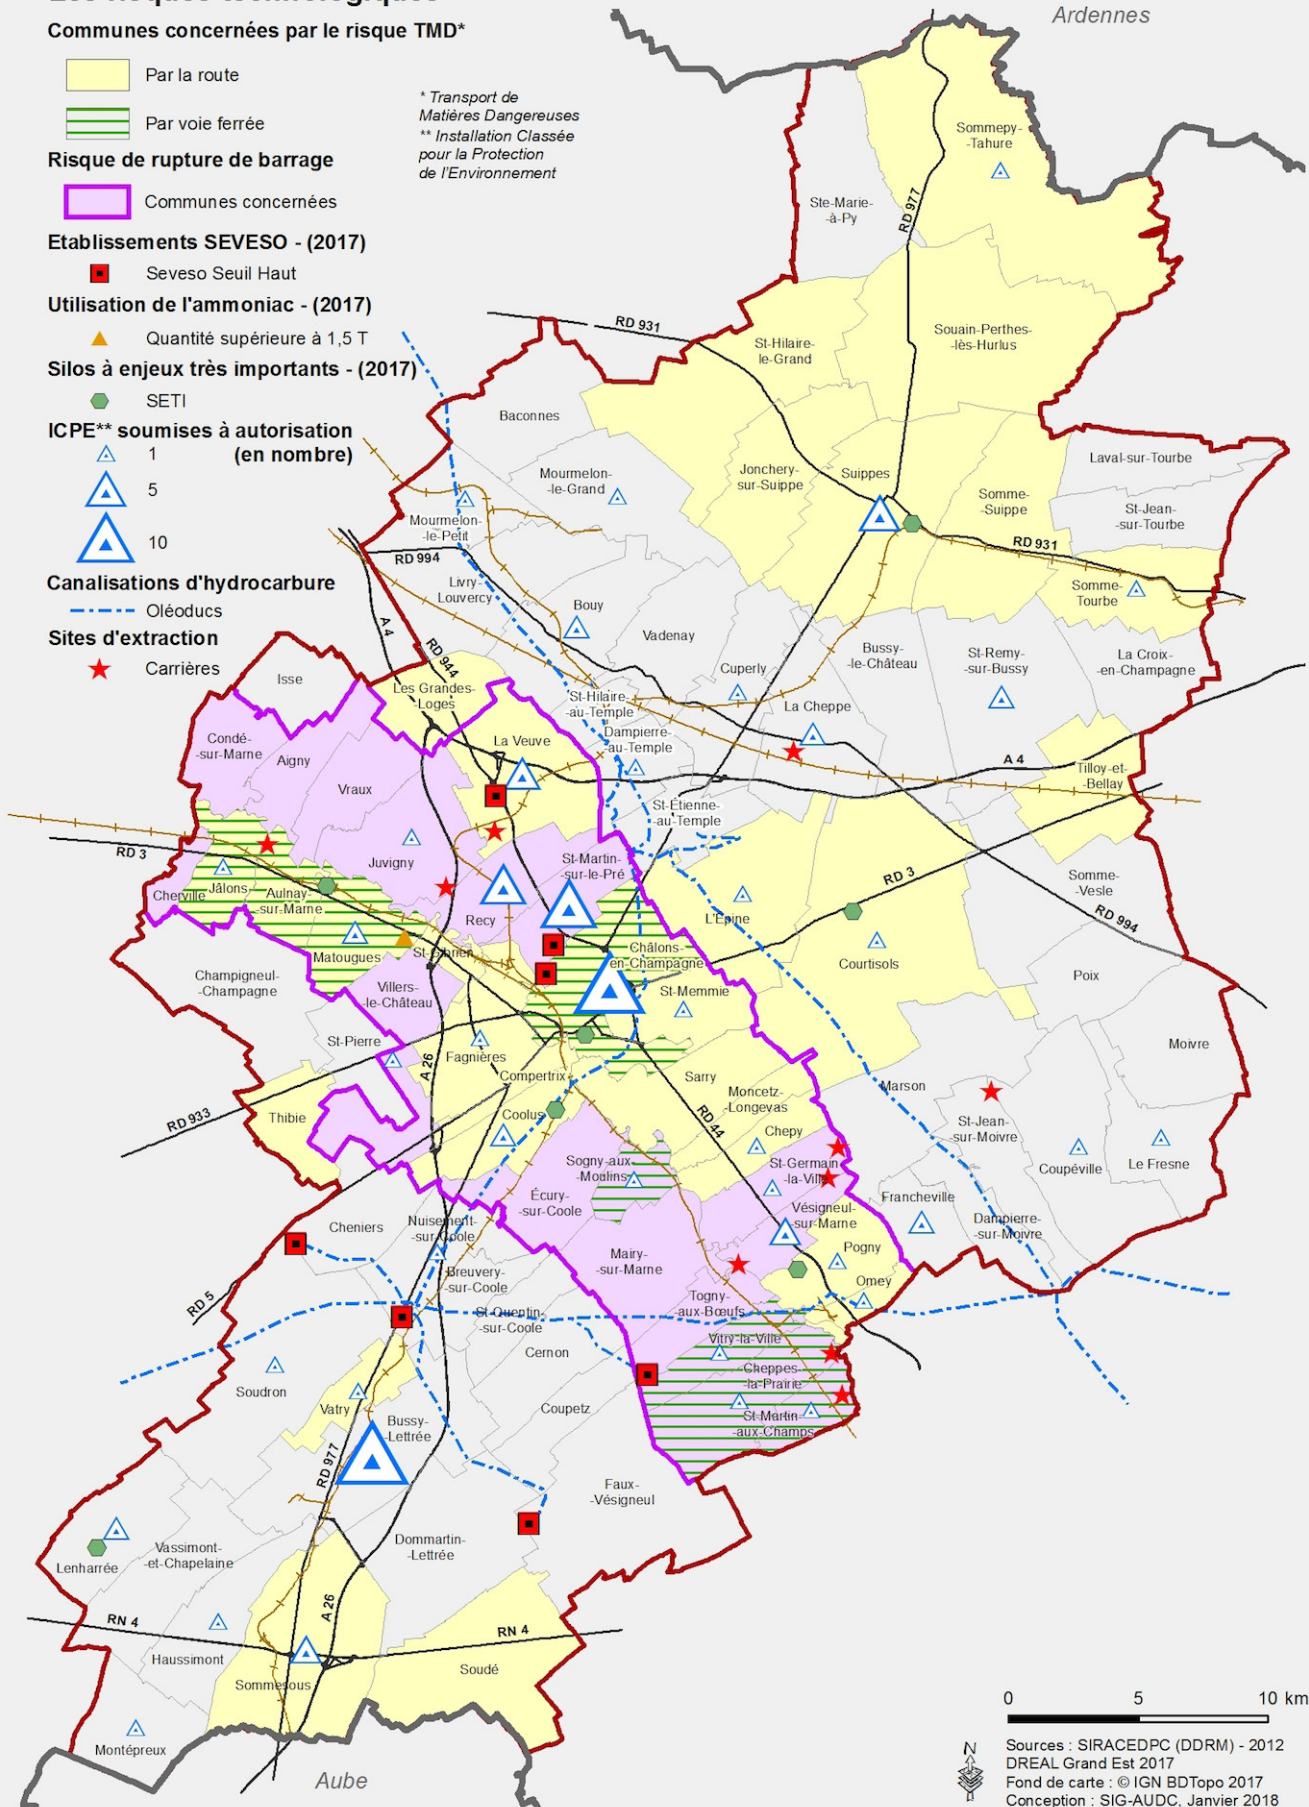 Communes concernées par le risque TMD*
Par la route
Par voie ferrée
Risque de rupture de barrage
Communes concernées
Etablissements SEVESO - (2017)
Seveso Seuil Haut
Utilisation de l'ammoniac - (2017)
Quantité supérieure à 1,5 T
Silos à enjeux très importants - (2017)
SETI
ICPE** soumises à autorisation
(en nombre)
1
5
10
Canalisations d'hydrocarbure
Oléoducs
Sites d'extraction
Carrières
* Transport de
Matières Dangereuses
** Installation Classée
pour la Protection
de l'Environnement
Ardennes
Sommepy-
-Tahure
Ste-Marie-
-à-Py
RD 977
RD 931
St-Hilaire-
le-Grand
Souain-Perthes-
-lès-Hurlus
Baconnes
Mourmelon-
-le-Grand
Jonchery-
sur-Suippe
Suippes
Somme-
-Suippe
Laval-sur-Tourbe
St-Jean-
-sur-Tourbe
Mourmelon-
-le-Petit
RD 994
RD 931
Livry-
Louvercy
Bouy
Vadenay
Somme-
Tourbe
A 4
RD 944
Cuperly
Bussy-
-le-Château
St-Remy-
-sur-Bussy
La Croix-
-en-Champagne
Isse
Les Grandes-
-Loges
St-Hilaire-
-au-Temple
La Cheppe
Condé-
-sur-Marne
Aigny
La Veuve
Dampierre-
-au-Temple
A 4
Tilloy-et-
-Bellay
Vraux
St-Étienne-
-au-Temple
RD 3
Juvigny
St-Martin-
-sur-le-Pré
RD 3
Somme-
-Vesle
Cherville
Jâlons
Aulnay-
-sur-Marne
Recy
L'Épine
RD 994
Matougues
St-Gibrien
Châlons-
-en-Champagne
Courtisols
Champigneul-
-Champagne
Villers-
-le-Château
St-Memmie
Poix
St-Pierre
A 26
Fagnières
Moivre
Compertrix
Sarry
Marson
Thibie
RD 933
Coolus
RD 44
Moncetz-
-Longevas
St-Jean-
-sur-Moivre
Chepy
Sogny-aux-
-Moulins
St-Germain-
-la-Ville
Coupéville
Le Fresne
Écury-
-sur-Coole
Vésigneul-
-sur-Marne
Francheville
Cheniers
Nuisement-
-sur-Coole
Dampierre-
-sur-Moivre
Mairy-
-sur-Marne
Pogny
Breuvery-
-sur-Coole
Omey
RD 5
St-Quentin-
-sur-Coole
Togny-
-aux-Bœufs
Cernon
Vitry-la-Ville
Soudron
Cheppes-
-la-Prairie
Vatry
Coupetz
Bussy-
-Lettrée
St-Martin-
-aux-Champs
RD 977
Faux-
-Vésigneul
Lenharrée
Vassimont-
-et-Chapelaine
Dommartin-
-Lettrée
A 26
RN 4
RN 4
Haussimont
Soudé
Sommesous
Montépreux
Aube
0 5 10 km
N
Sources : SIRACEDPC (DDRM) - 2012
DREAL Grand Est 2017
Fond de carte : © IGN BDTopo 2017
Conception : SIG-AUDC, Janvier 2018